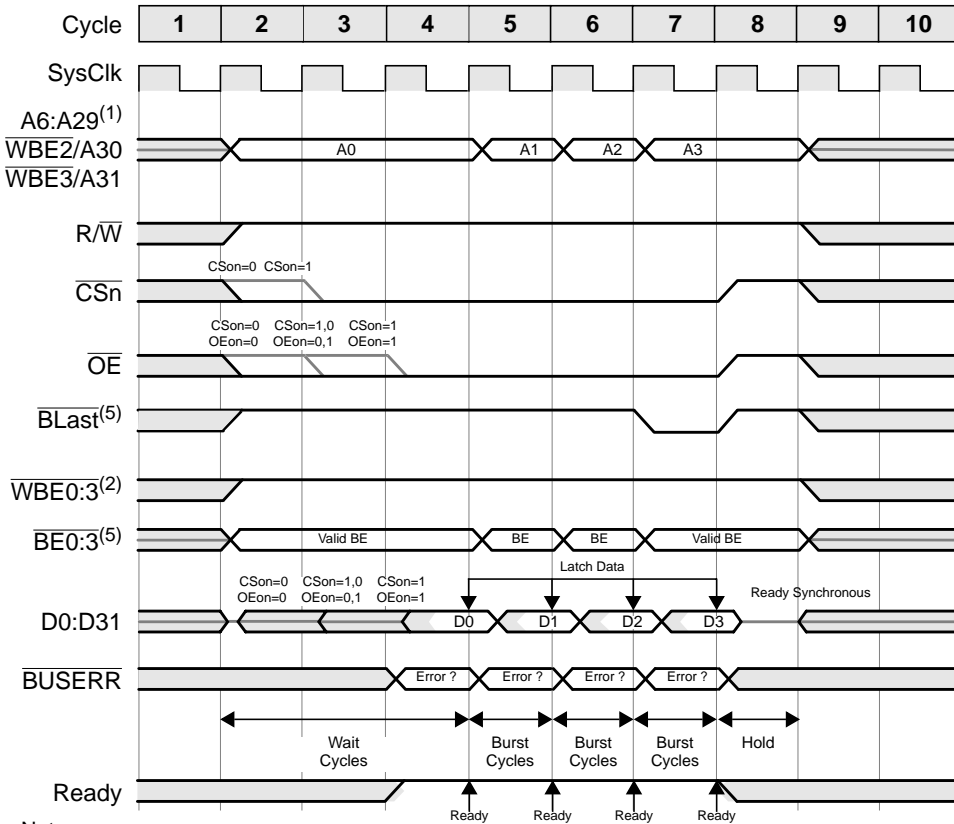 Cycle 1 2 3 4 5 6 7 8 9 10
SysClk
A6:A29(1)
WBE2/A30 A0 A1 A2 A3
WBE3/A31
R/W
CSon=0 CSon=1
CSn
CSon=0 CSon=1,0 CSon=1
OEon=0 OEon=0,1 OEon=1
OE
BLast(5)
WBE0:3(2)
BE0:3(5) Valid BE BE BE Valid BE
Latch Data
CSon=0 CSon=1,0 CSon=1
OEon=0 OEon=0,1 OEon=1
Ready Synchronous
D0:D31 D0 D1 D2 D3
BUSERR Error ? Error ? Error ? Error ?
Wait Burst Burst Burst Hold
Cycles Cycles Cycles Cycles
Ready
Ready Ready Ready Ready